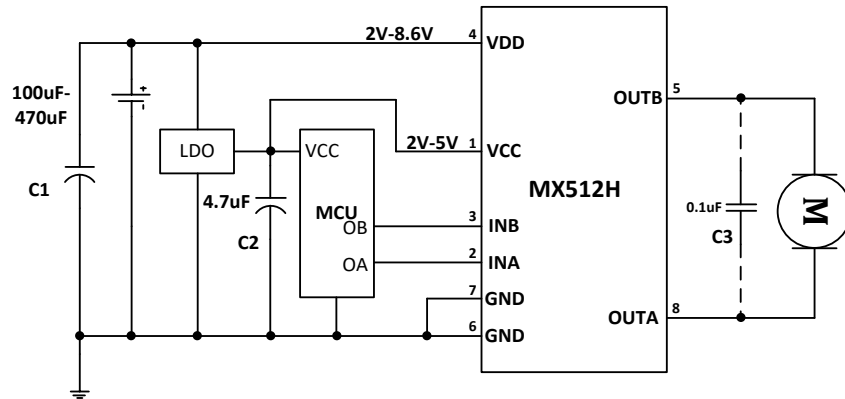 2V-8.6V
4
VDD
100uF-
470uF
5
OUTB
LDO
VCC
2V-5V
1
VCC
MX512H
C1
4.7uF
MCU
0.1uF
M
OB
3
INB
C2
C3
OA
2
INA
7
GND
8
OUTA
6
GND